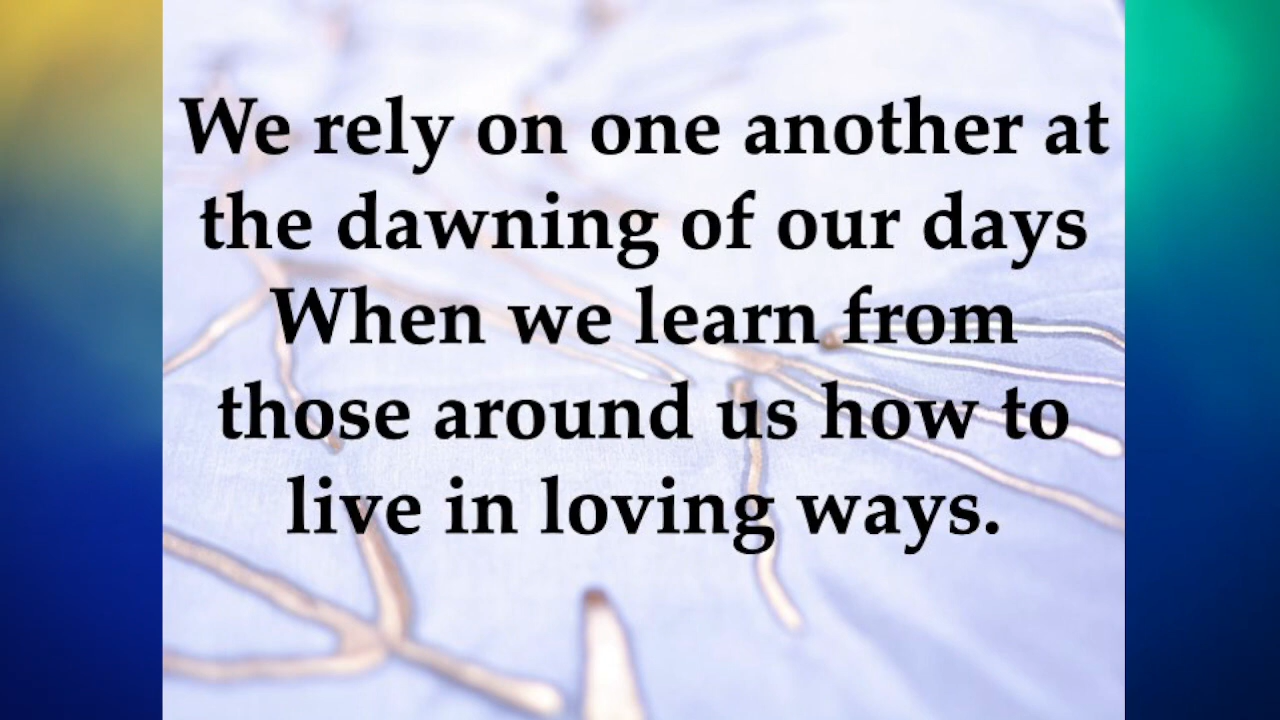 We rely on one another at
the dawning of our days
When we learn from
those around us how to
live in loving ways.